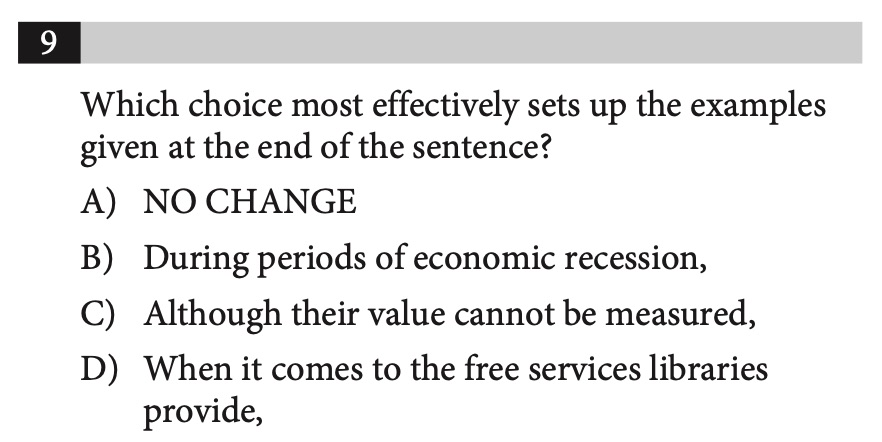 9
Which choice most effectively sets up the examples
given at the end of the sentence?
A) NO CHANGE
B) During periods of economic recession,
C) Although their value cannot be measured,
D) When it comes to the free services libraries
provide,